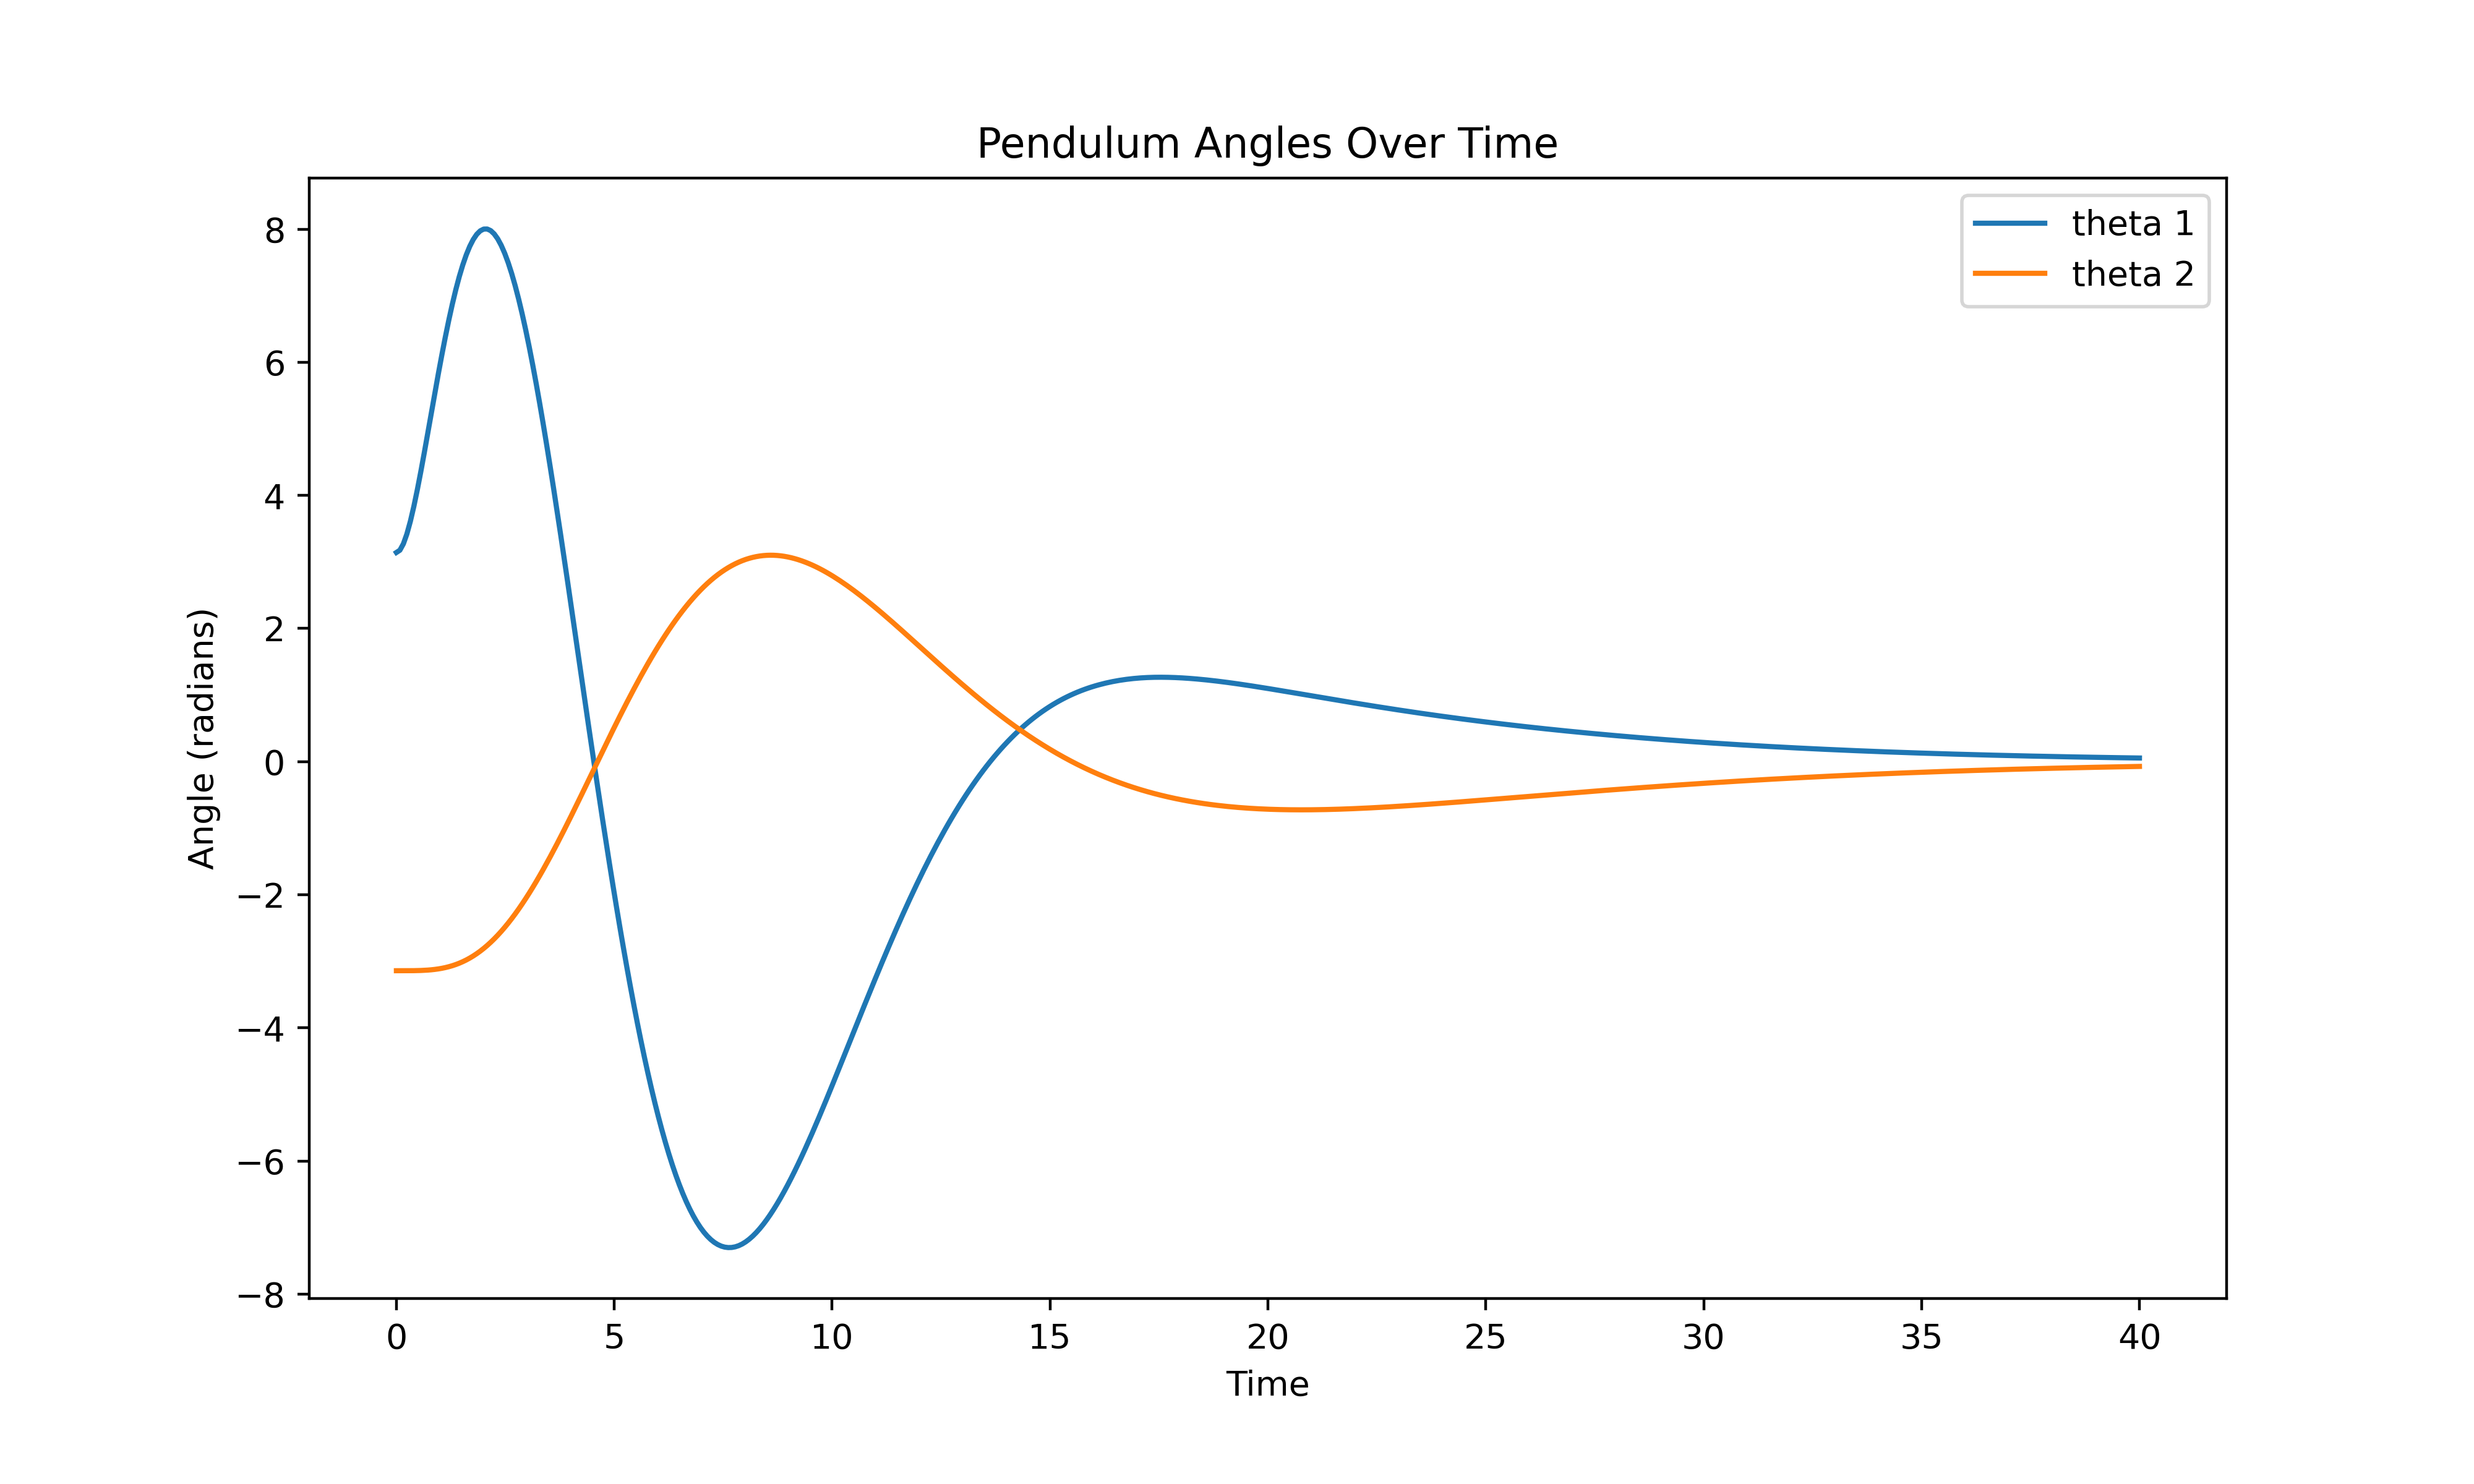 Pendulum Angles Over Time
theta 1
theta 2
Angle (radians)
8
6
4
2
0
−2
−4
−6
−8
0 5 10 15 20 25 30 35 40
Time